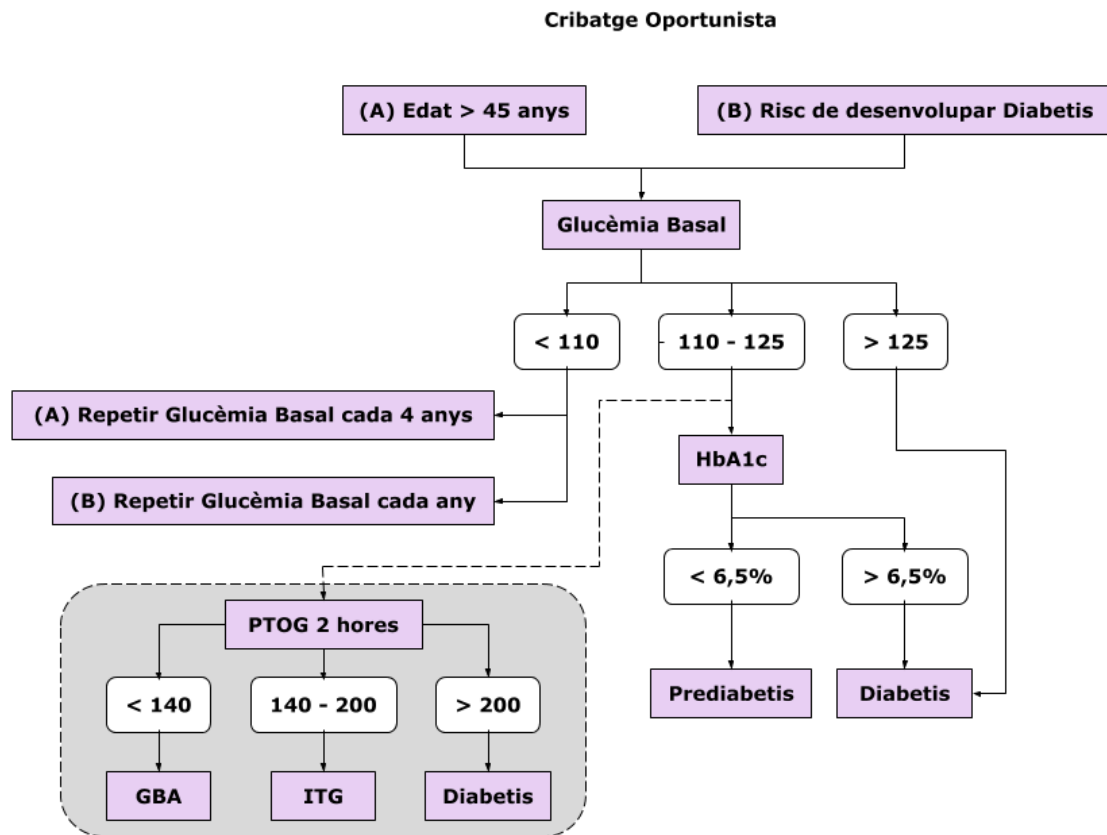 Cribatge Oportunista
(A) Edat > 45 anys
(B) Risc de desenvolupar Diabetis
Glucèmia Basal
< 110
110 - 125
> 125
(A) Repetir Glucèmia Basal cada 4 anys
HbA1c
(B) Repetir Glucèmia Basal cada any
< 6,5%
> 6,5%
PTOG 2 hores
Prediabetis
Diabetis
< 140
140 - 200
> 200
GBA
ITG
Diabetis